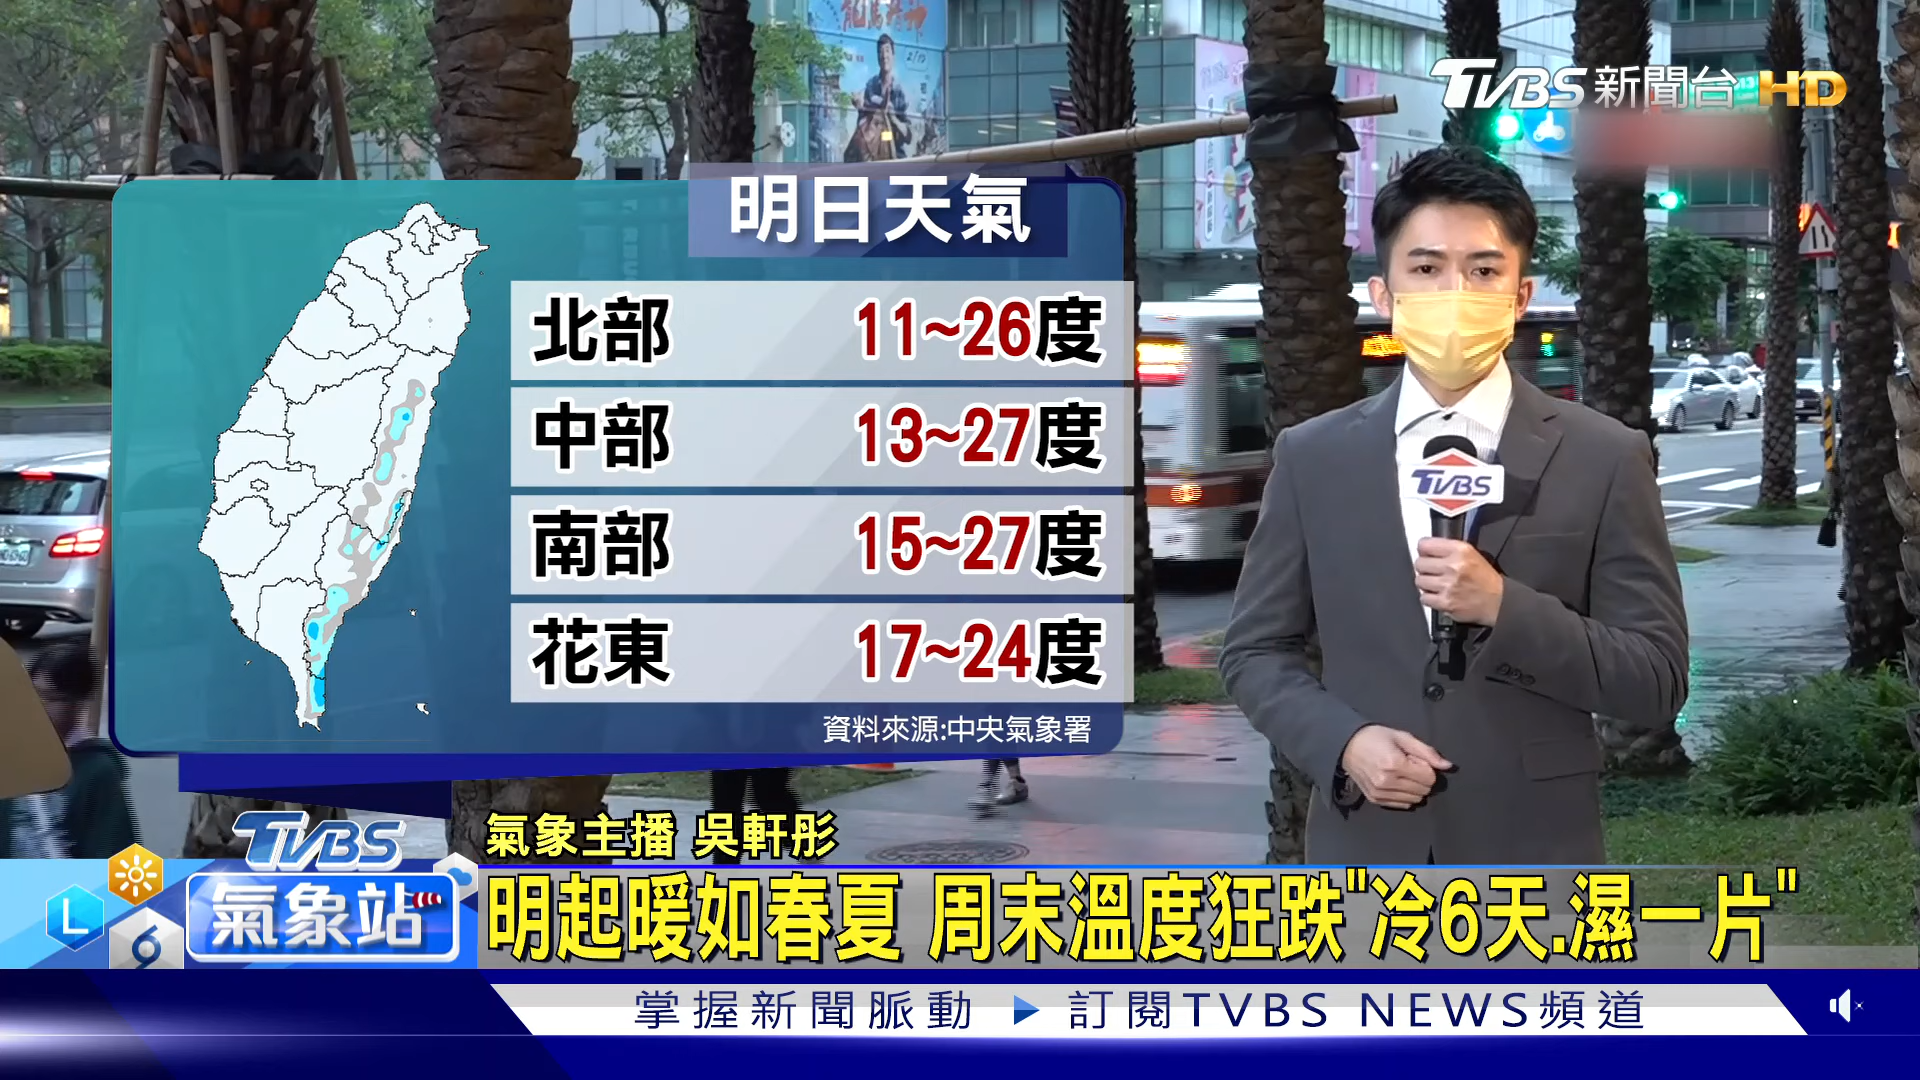 TVBS新聞台 HD
明日天氣
北部 11~26度
中部 13~27度
南部 15~27度
花東 17~24度
資料來源:中央氣象署
TVBS
TVBS
氣象站
L
6
氣象主播 吳軒彤
明起暖如春夏 周末溫度狂跌"冷6天.濕一片"
掌握新聞脈動 ▶ 訂閱TVBS NEWS頻道